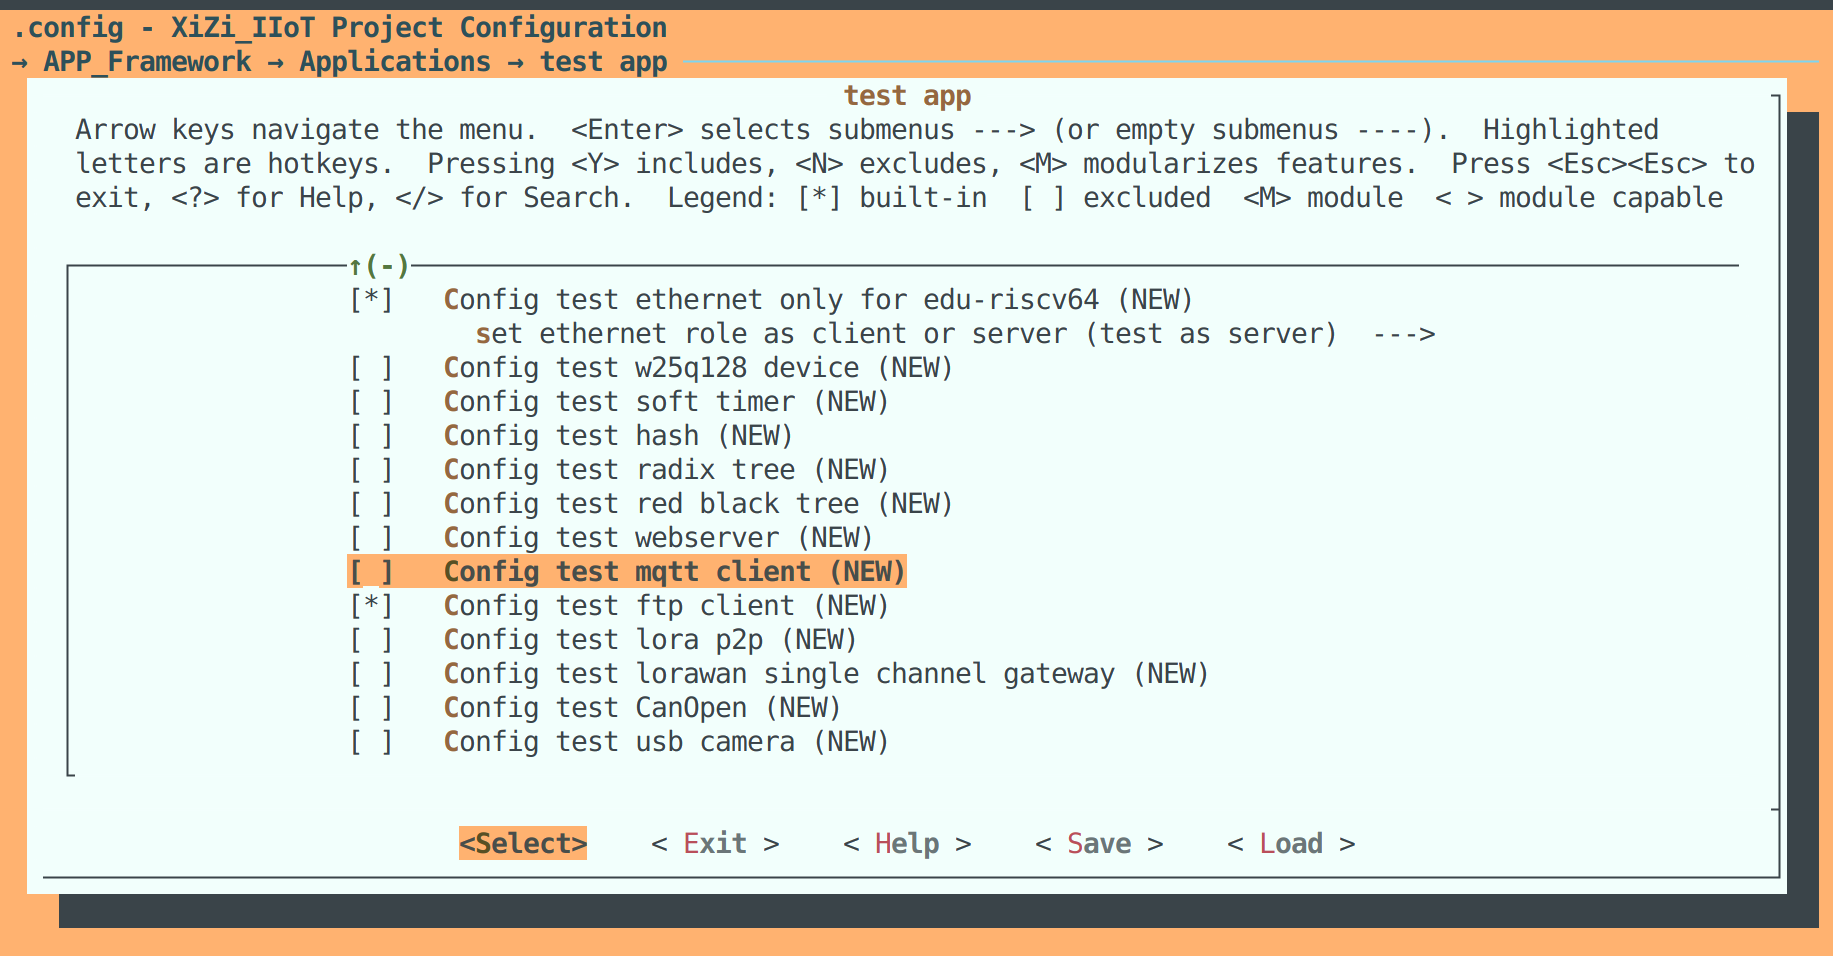 .config - XiZi_IIoT Project Configuration
→ APP_Framework → Applications → test app
test app
Arrow keys navigate the menu.  <Enter> selects submenus ---> (or empty submenus ----).  Highlighted
letters are hotkeys.  Pressing <Y> includes, <N> excludes, <M> modularizes features.  Press <Esc><Esc> to
exit, <?> for Help, </> for Search.  Legend: [*] built-in  [ ] excluded  <M> module  < > module capable
↑(-)
[*]   Config test ethernet only for edu-riscv64 (NEW)
set ethernet role as client or server (test as server)  --->
[ ]   Config test w25q128 device (NEW)
[ ]   Config test soft timer (NEW)
[ ]   Config test hash (NEW)
[ ]   Config test radix tree (NEW)
[ ]   Config test red black tree (NEW)
[ ]   Config test webserver (NEW)
[ ]   Config test mqtt client (NEW)
[*]   Config test ftp client (NEW)
[ ]   Config test lora p2p (NEW)
[ ]   Config test lorawan single channel gateway (NEW)
[ ]   Config test CanOpen (NEW)
[ ]   Config test usb camera (NEW)
<Select>    < Exit >    < Help >    < Save >    < Load >